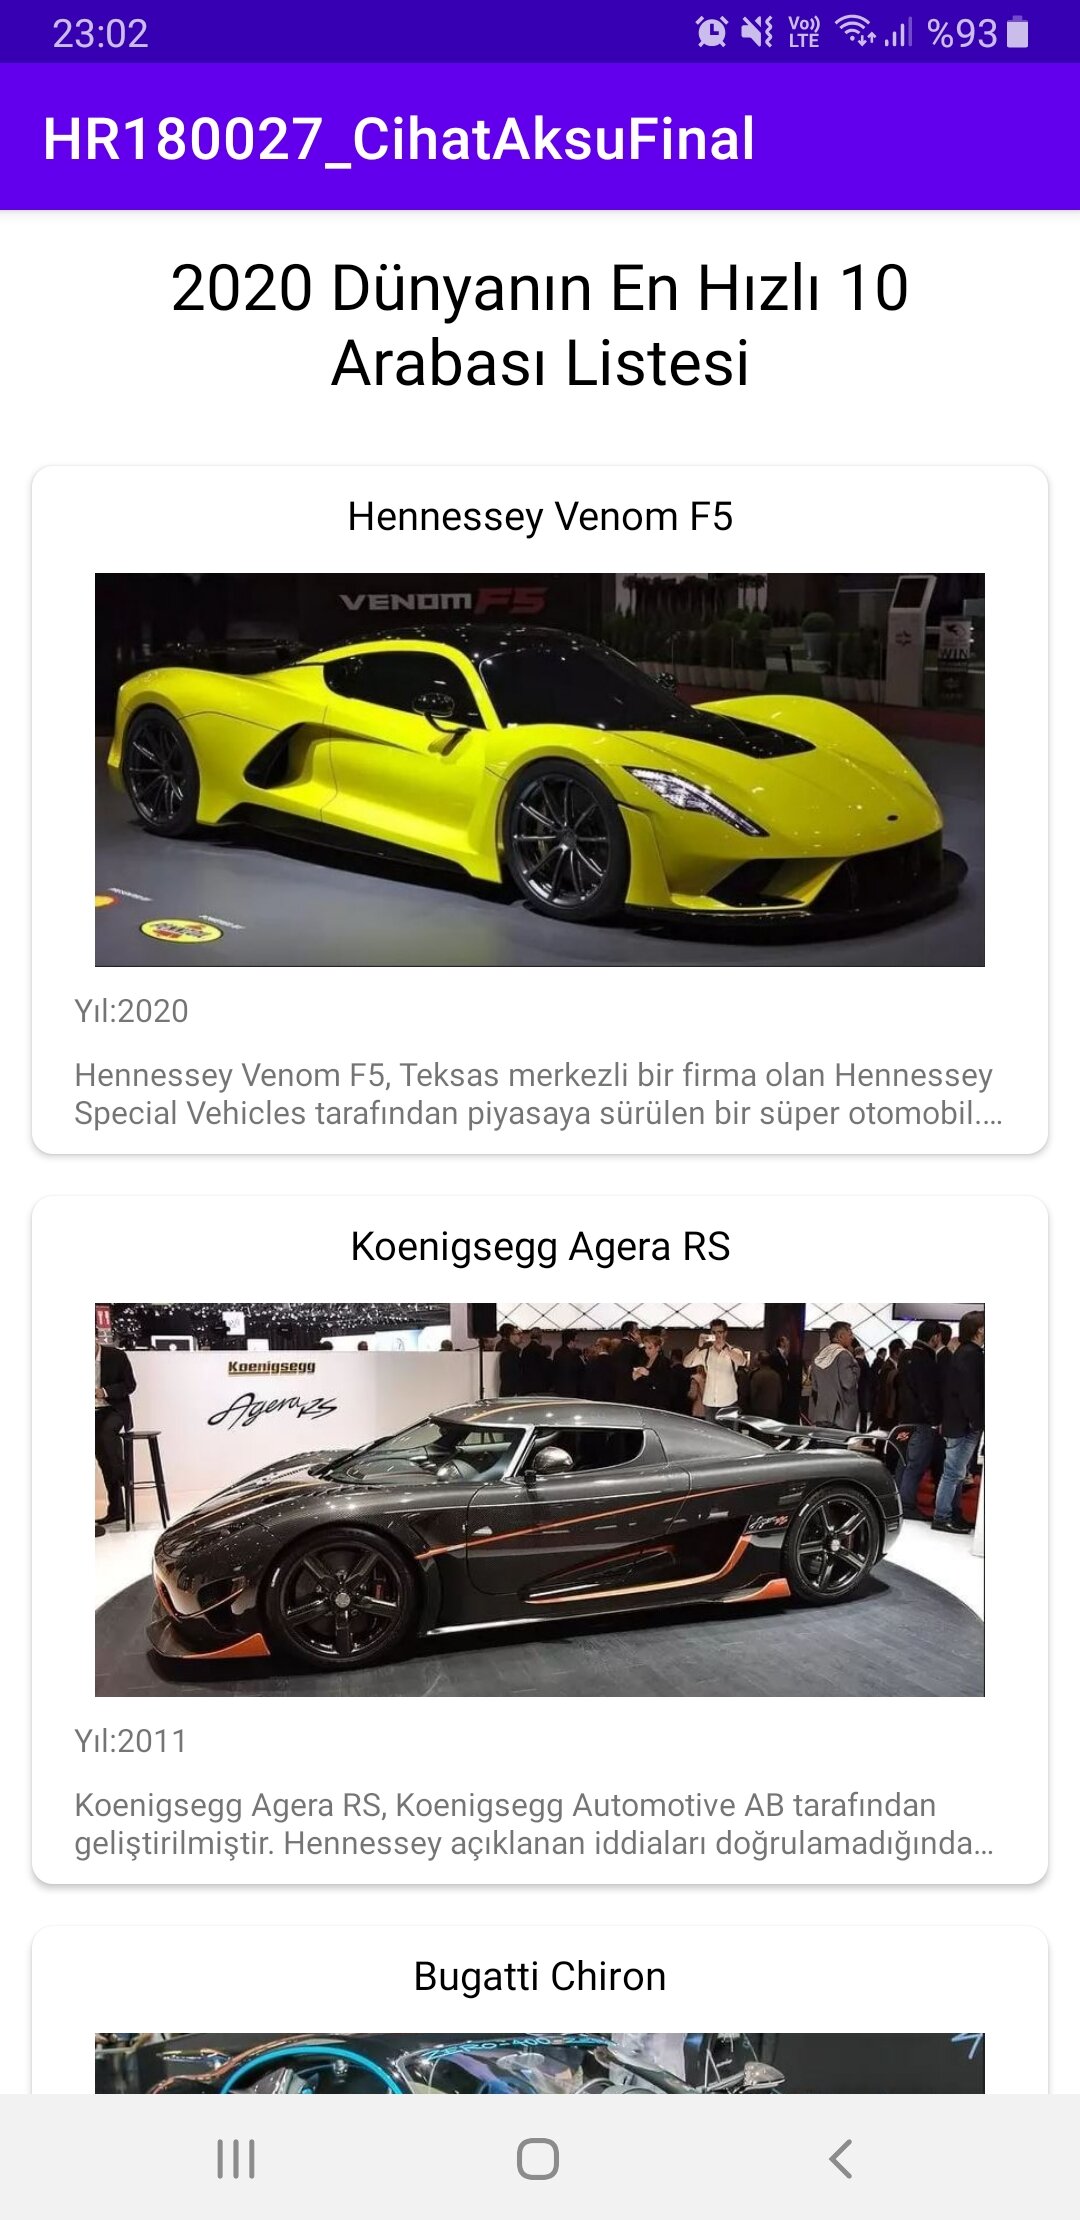 23:02
Vo))
LTE
%93
HR180027_CihatAksuFinal
2020 Dünyanın En Hızlı 10
Arabası Listesi
Hennessey Venom F5
VENOM F5
WIN
Yıl:2020
Hennessey Venom F5, Teksas merkezli bir firma olan Hennessey
Special Vehicles tarafından piyasaya sürülen bir süper otomobil....
Koenigsegg Agera RS
Koenigsegg
Agera RS
Yıl:2011
Koenigsegg Agera RS, Koenigsegg Automotive AB tarafından
geliştirilmiştir. Hennessey açıklanan iddiaları doğrulamadığında...
Bugatti Chiron